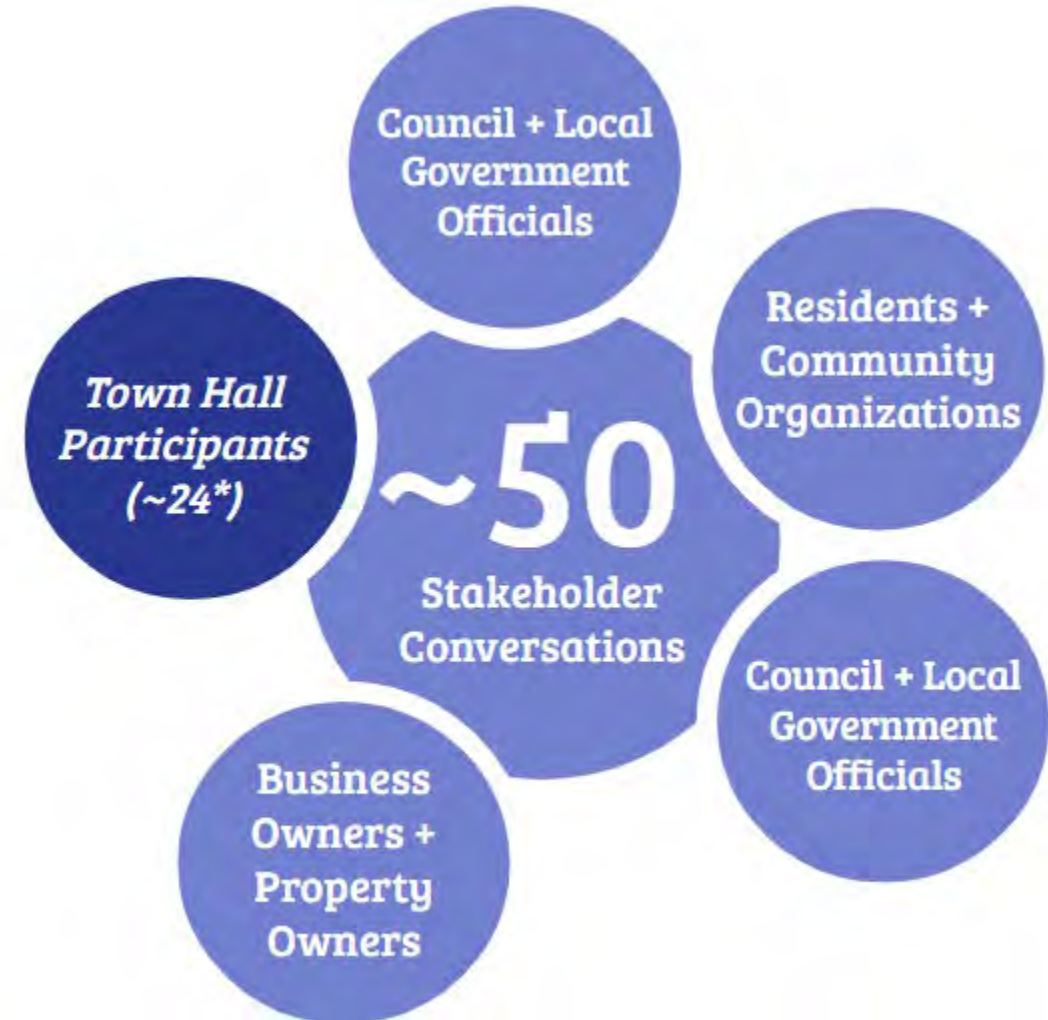 Council + Local
Government
Officials
Residents +
Community
Organizations
Town Hall
Participants
(~24*)
~50
Stakeholder
Conversations
Council + Local
Government
Officials
Business
Owners +
Property
Owners